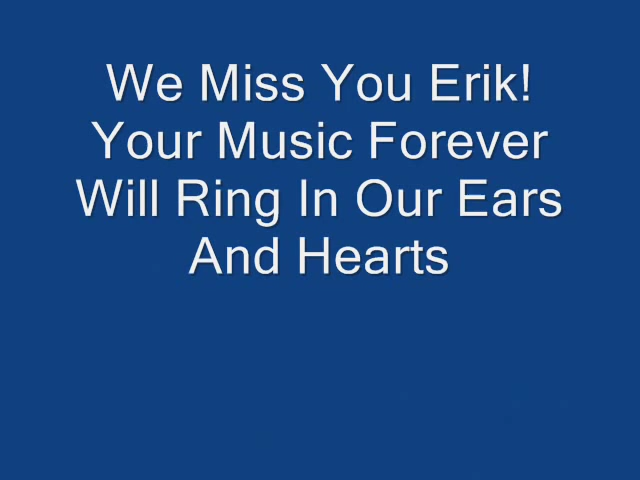 We Miss You Erik!
Your Music Forever
Will Ring In Our Ears
And Hearts